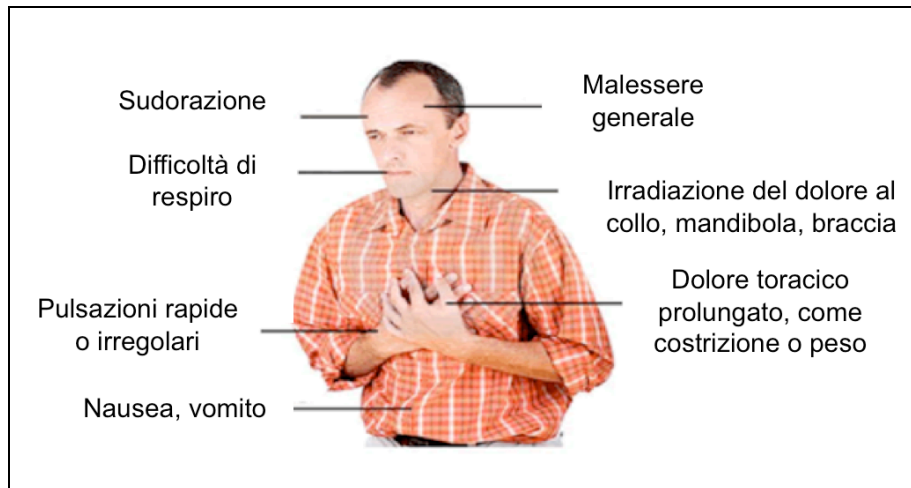 Sudorazione
Malessere
generale
Difficoltà di
respiro
Irradiazione del dolore al
collo, mandibola, braccia
Dolore toracico
prolungato, come
costrizione o peso
Pulsazioni rapide
o irregolari
Nausea, vomito